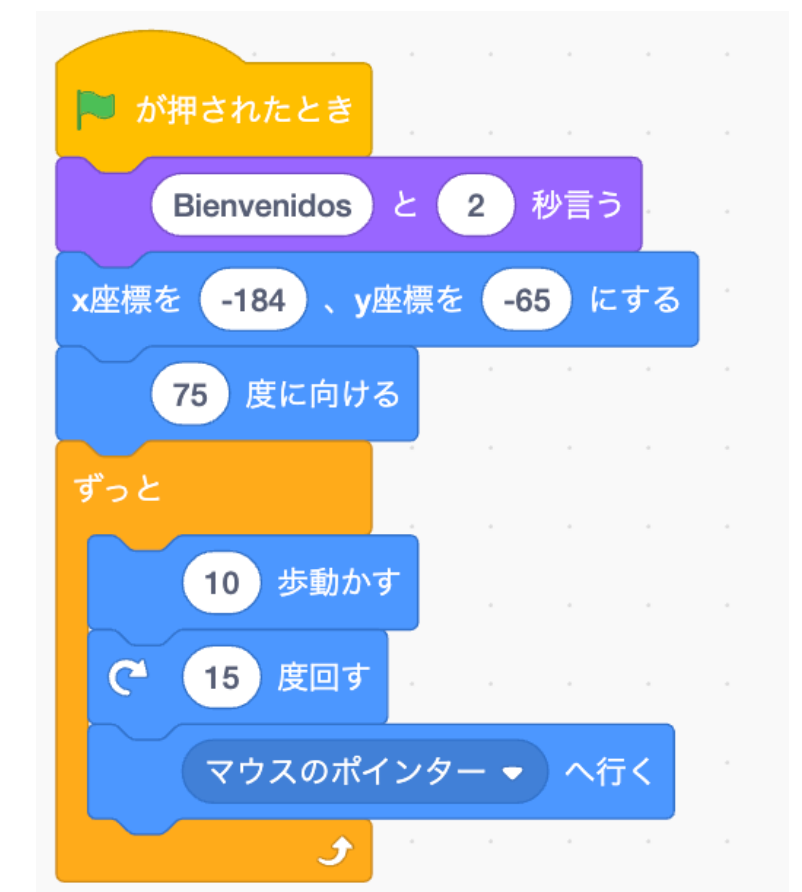 が押されたとき
Bienvenidos と 2 秒言う
x座標を -184 、y座標を -65 にする
75 度に向ける
ずっと
10 歩動かす
15 度回す
マウスのポインター へ行く